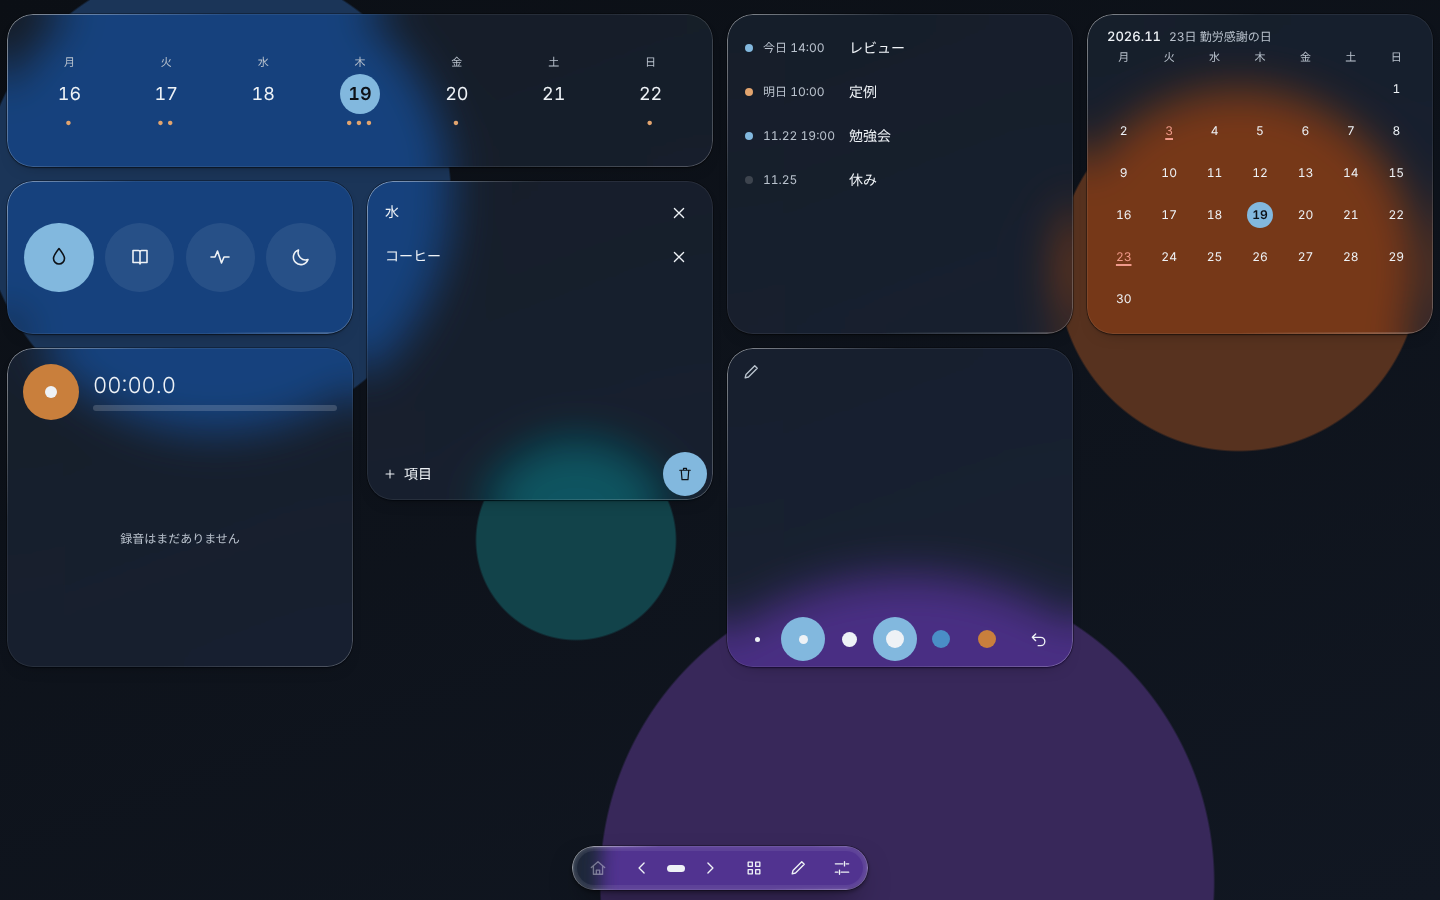 月 火 水 木 金 土 日
16 17 18 19 20 21 22
今日 14:00 レビュー
明日 10:00 定例
11.22 19:00 勉強会
11.25 休み
2026.11 23日 勤労感謝の日
月 火 水 木 金 土 日
1
2 3 4 5 6 7 8
9 10 11 12 13 14 15
16 17 18 19 20 21 22
23 24 25 26 27 28 29
30
水
コーヒー
+ 項目
00:00.0
録音はまだありません